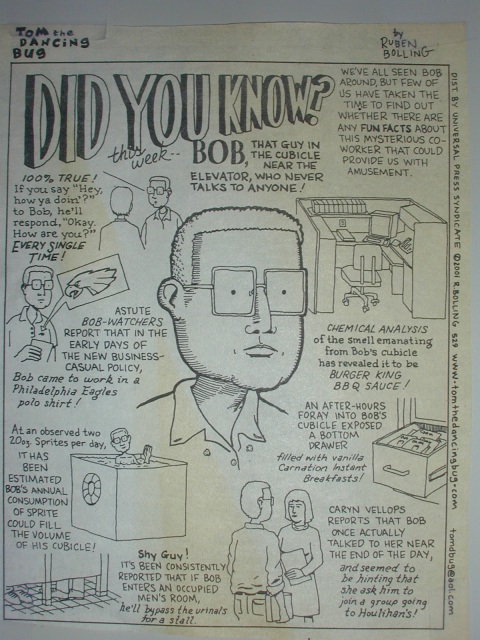 TOM the
DANCING
BUG
by
RUBEN
BOLLING
DID YOU KNOW?
this
week--
BOB,
THAT GUY IN
THE CUBICLE
NEAR THE
ELEVATOR, WHO NEVER
TALKS TO ANYONE!
WE'VE ALL SEEN BOB
AROUND, BUT FEW OF
US HAVE TAKEN THE
TIME TO FIND OUT
WHETHER THERE ARE
ANY FUN FACTS ABOUT
THIS MYSTERIOUS CO-
WORKER THAT COULD
PROVIDE US WITH
AMUSEMENT.
100% TRUE!
If you say "Hey,
how ya doin'?"
to Bob, he'll
respond, "Okay.
How are you?"
EVERY SINGLE
TIME!
ASTUTE
BOB-WATCHERS
REPORT THAT IN THE
EARLY DAYS OF
THE NEW BUSINESS-
CASUAL POLICY,
Bob came to work in a
Philadelphia Eagles
polo shirt!
CHEMICAL ANALYSIS
of the smell emanating
from Bob's cubicle
has revealed it to be
BURGER KING
BBQ SAUCE!
AN AFTER-HOURS
FORAY INTO BOB'S
CUBICLE EXPOSED
A BOTTOM
DRAWER
filled with vanilla
Carnation Instant
Breakfasts!
At an observed two
20oz. Sprites per day,
IT HAS
BEEN
ESTIMATED
BOB'S ANNUAL
CONSUMPTION
OF SPRITE
COULD FILL
THE VOLUME
OF HIS CUBICLE!
Shy Guy!
IT'S BEEN CONSISTENTLY
REPORTED THAT IF BOB
ENTERS AN OCCUPIED
MEN'S ROOM,
he'll bypass the urinals
for a stall.
CARYN VELLOPS
REPORTS THAT BOB
ONCE ACTUALLY
TALKED TO HER NEAR
THE END OF THE DAY,
and seemed to
be hinting that
she ask him to
join a group going
to Houlihan's!
DIST. BY UNIVERSAL PRESS SYNDICATE ©2001 R.BOLLING 529 www.tomthedancingbug.com
tomdbug@aol.com